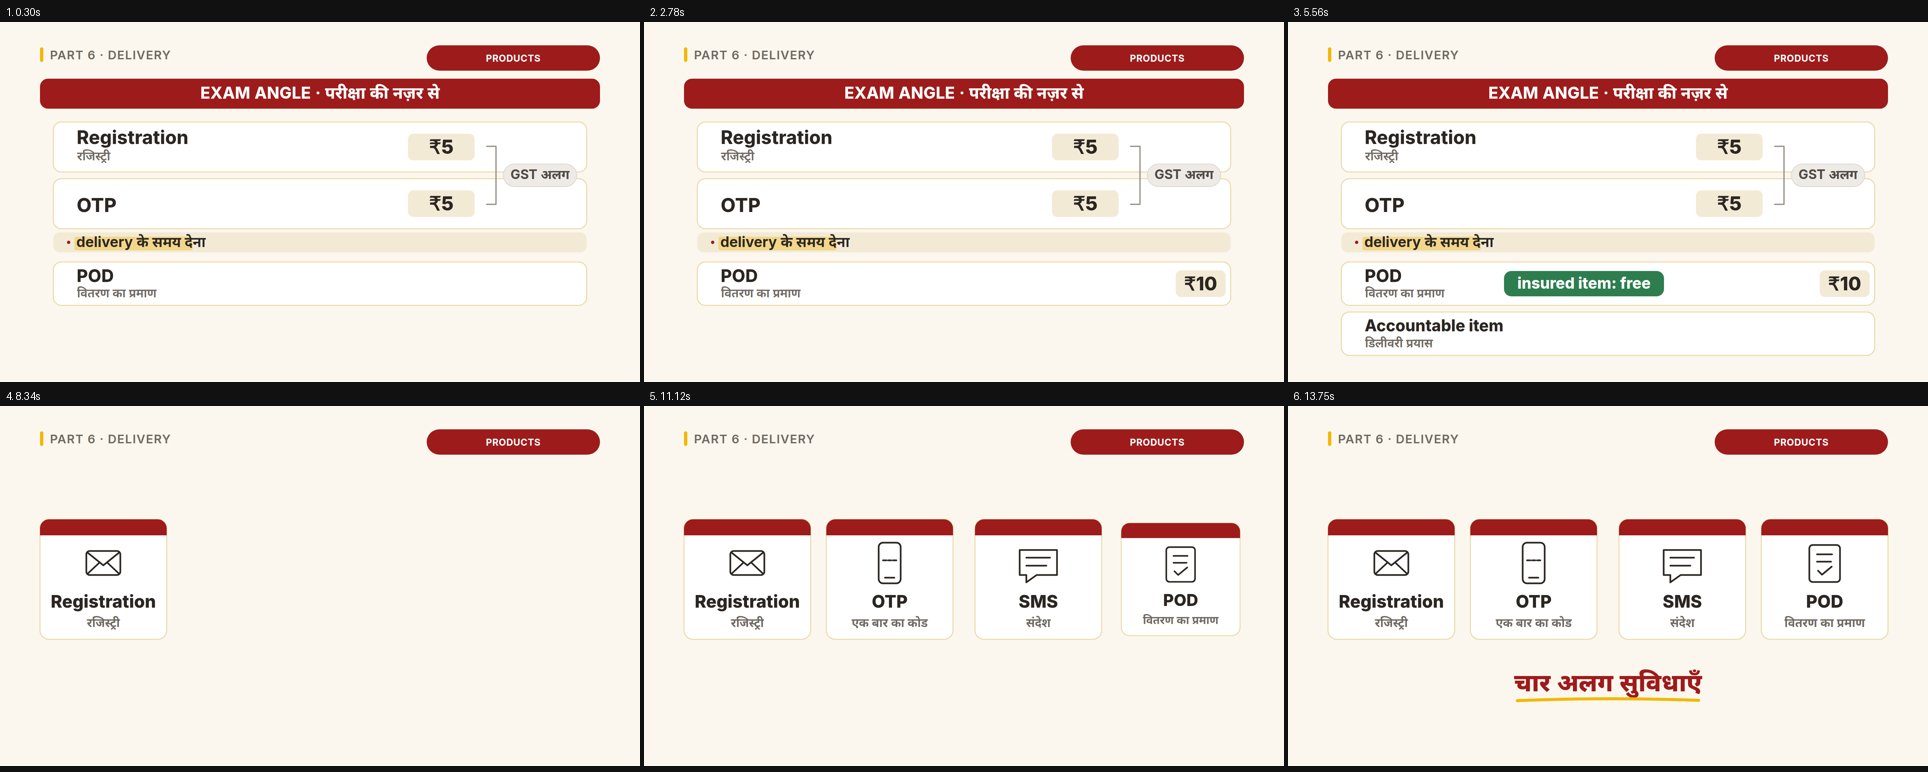 1. 0.30s
PART 6 · DELIVERY
PRODUCTS
EXAM ANGLE · परीक्षा की नज़र से
Registration
रजिस्ट्री
₹5
GST अलग
OTP
₹5
• delivery के समय देना
POD
वितरण का प्रमाण
2. 2.78s
PART 6 · DELIVERY
PRODUCTS
EXAM ANGLE · परीक्षा की नज़र से
Registration
रजिस्ट्री
₹5
GST अलग
OTP
₹5
• delivery के समय देना
POD
वितरण का प्रमाण
₹10
3. 5.56s
PART 6 · DELIVERY
PRODUCTS
EXAM ANGLE · परीक्षा की नज़र से
Registration
रजिस्ट्री
₹5
GST अलग
OTP
₹5
• delivery के समय देना
POD
वितरण का प्रमाण
insured item: free
₹10
Accountable item
डिलीवरी प्रयास
4. 8.34s
PART 6 · DELIVERY
PRODUCTS
Registration
रजिस्ट्री
5. 11.12s
PART 6 · DELIVERY
PRODUCTS
Registration
रजिस्ट्री
OTP
एक बार का कोड
SMS
संदेश
POD
वितरण का प्रमाण
6. 13.75s
PART 6 · DELIVERY
PRODUCTS
Registration
रजिस्ट्री
OTP
एक बार का कोड
SMS
संदेश
POD
वितरण का प्रमाण
चार अलग सुविधाएँ